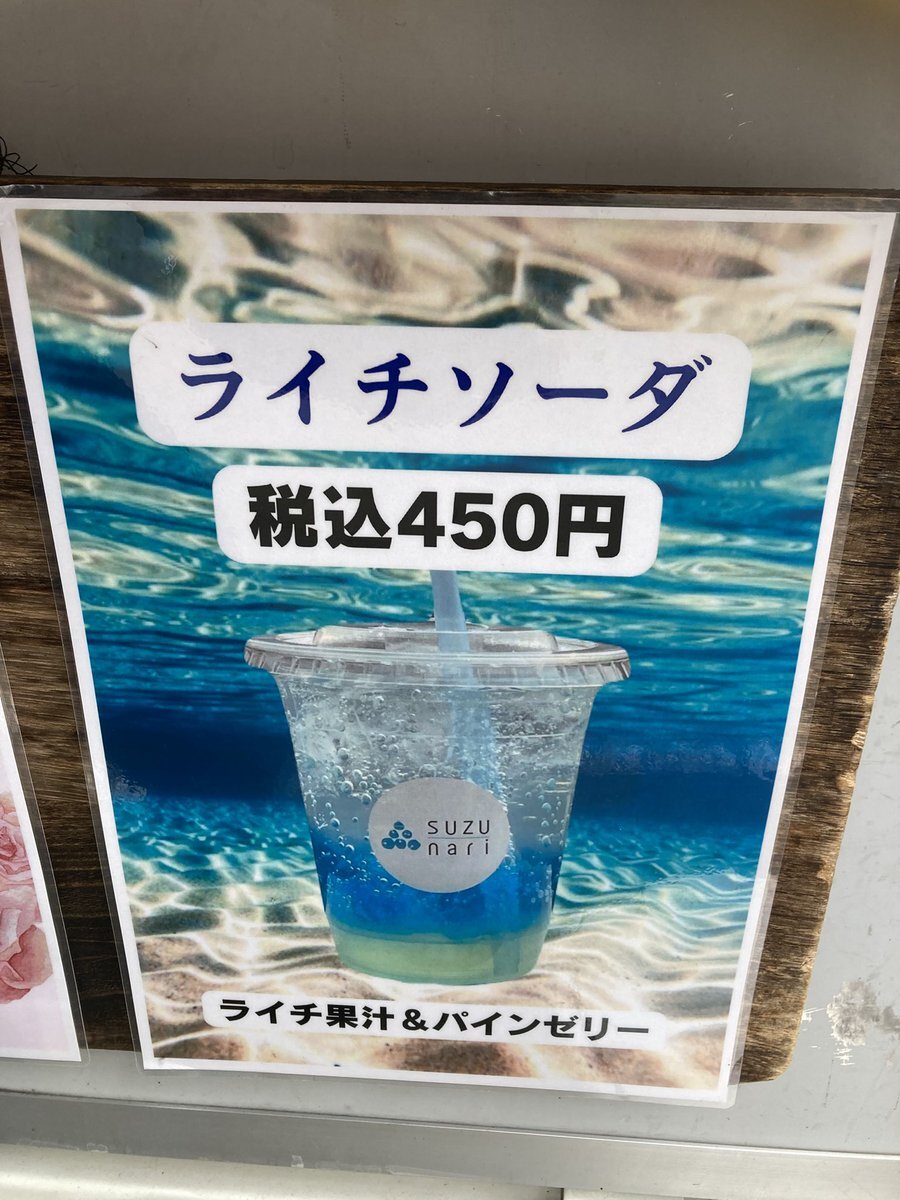 ライチソーダ
税込450円
SUZU
nari
ライチ果汁&パインゼリー